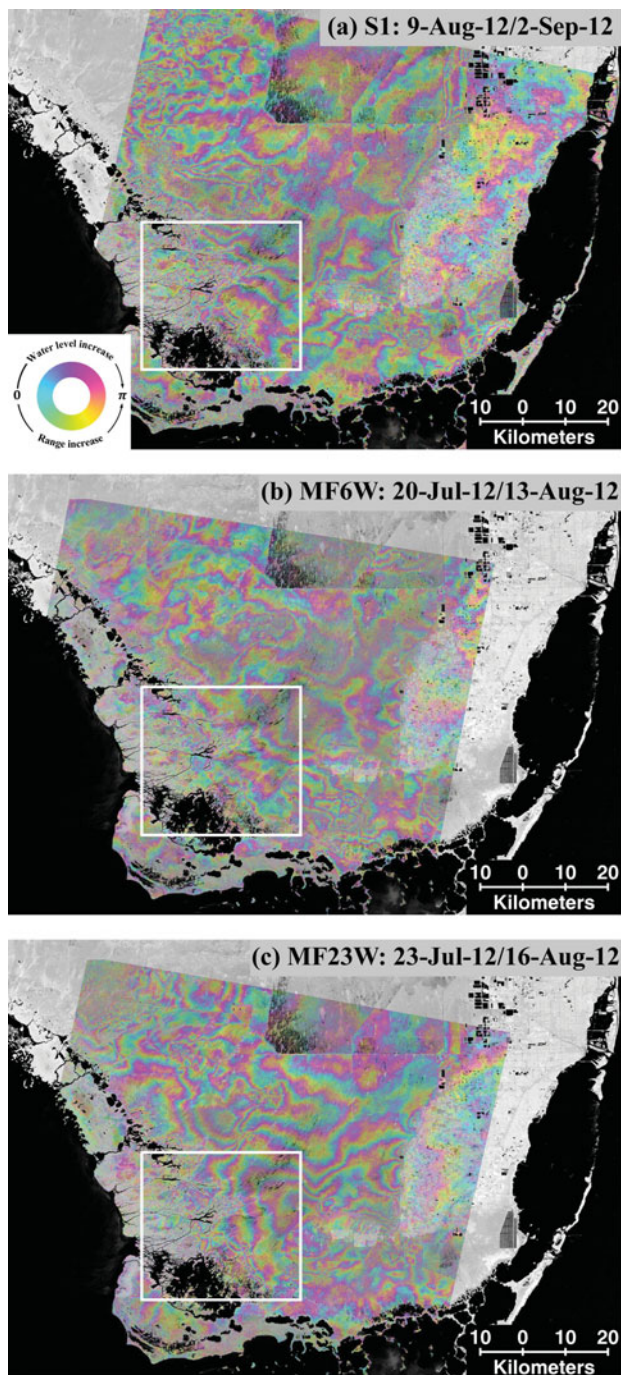 (a) S1: 9-Aug-12/2-Sep-12
Water level increase
0 π
Range increase
10 0 10 20
Kilometers
(b) MF6W: 20-Jul-12/13-Aug-12
10 0 10 20
Kilometers
(c) MF23W: 23-Jul-12/16-Aug-12
10 0 10 20
Kilometers